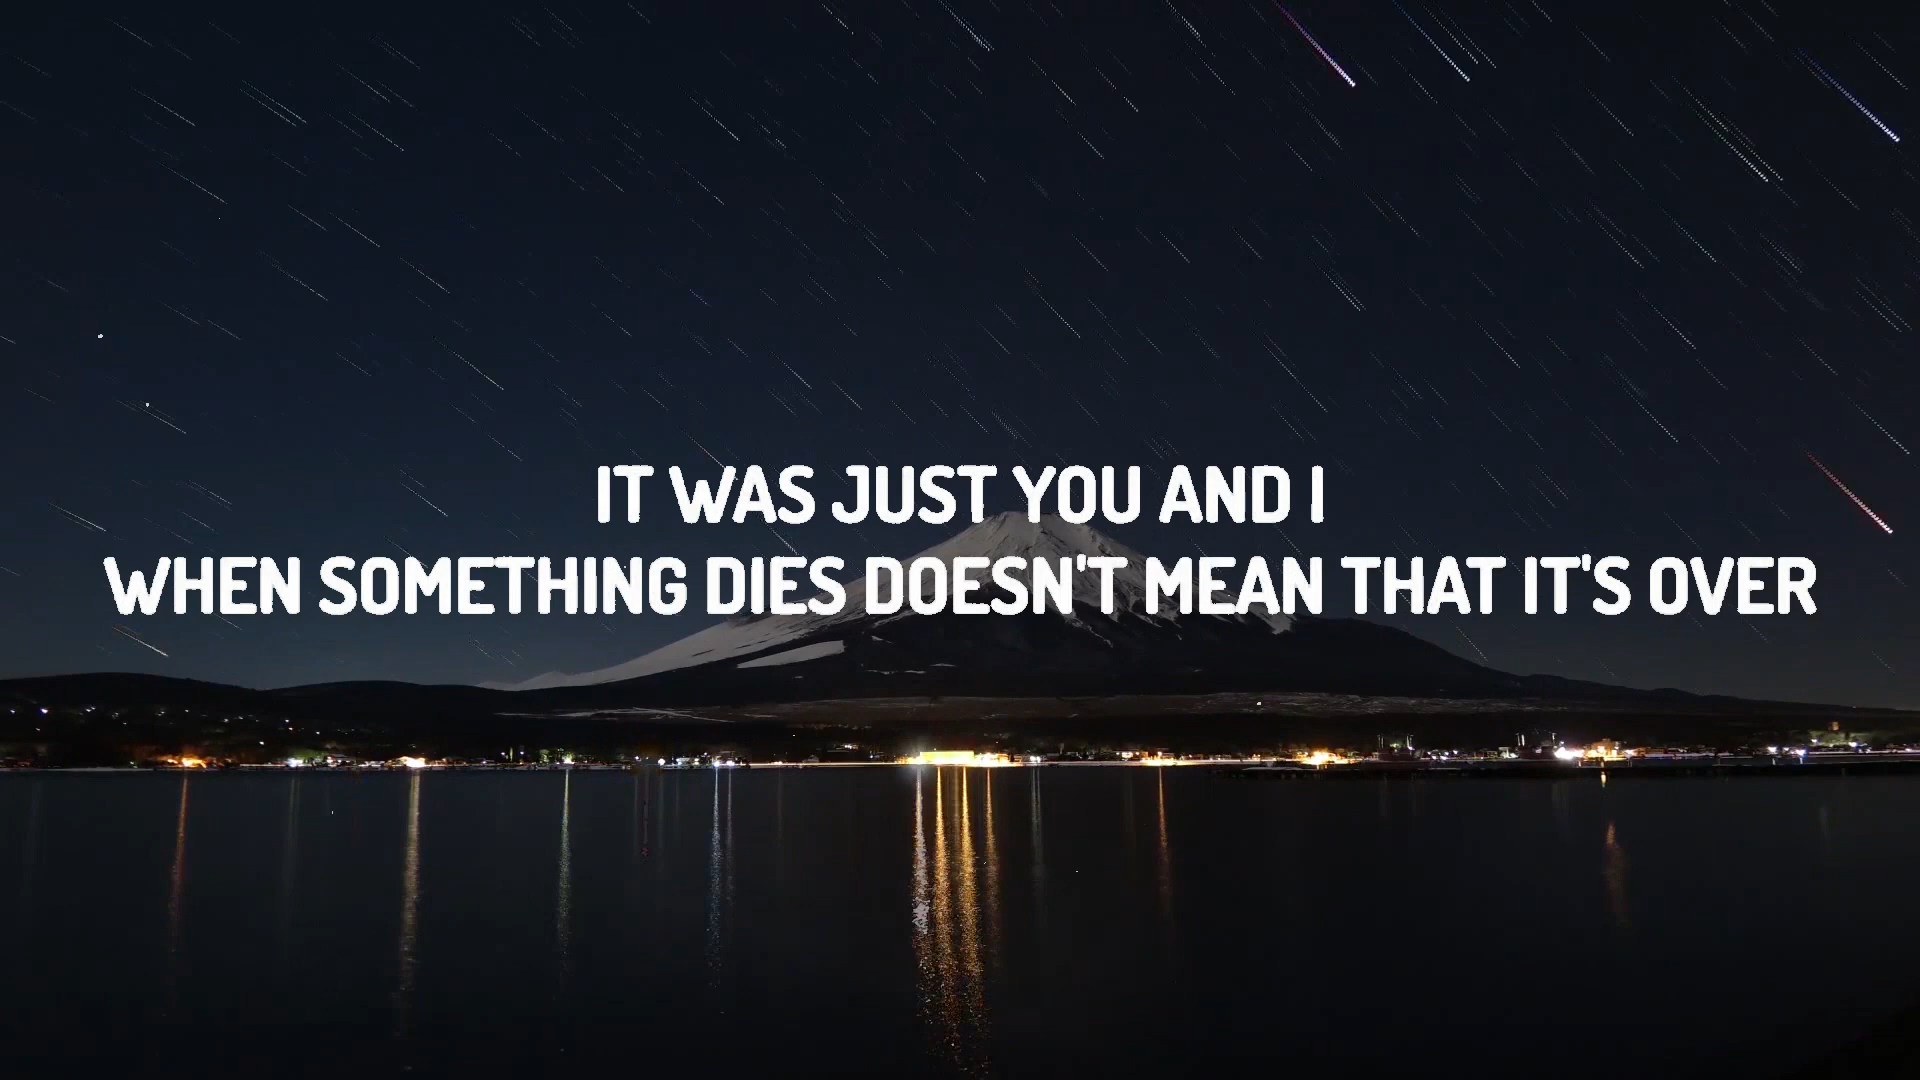 IT WAS JUST YOU AND I
WHEN SOMETHING DIES DOESN'T MEAN THAT IT'S OVER